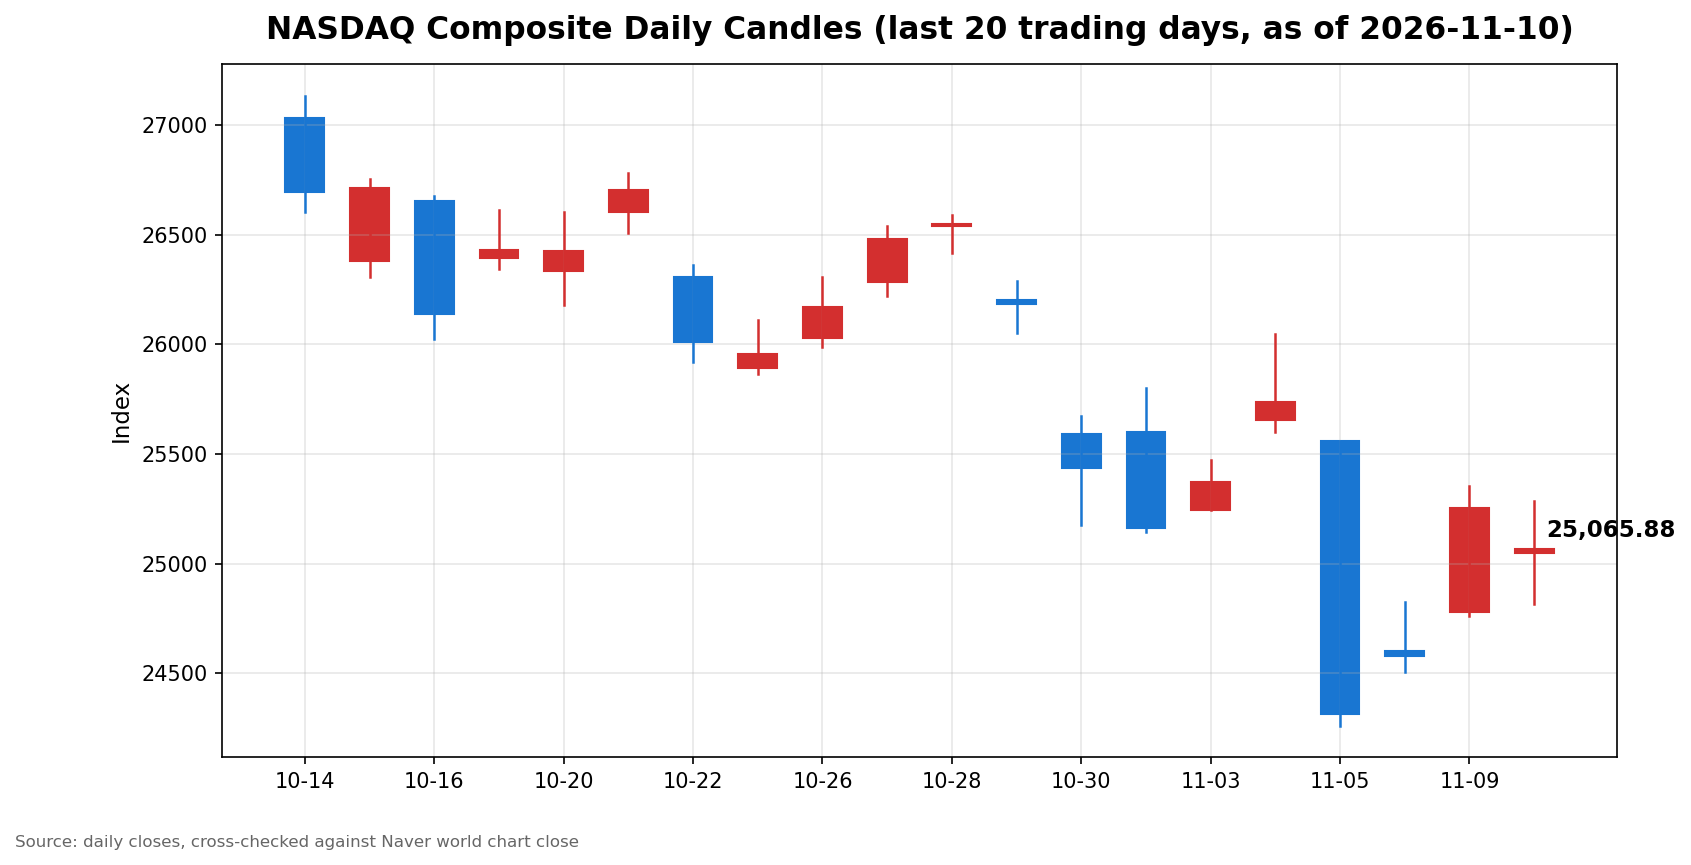 NASDAQ Composite Daily Candles (last 20 trading days, as of 2026-11-10)
27000
26500
26000
25500
25000
24500
Index
25,065.88
10-14 10-16 10-20 10-22 10-26 10-28 10-30 11-03 11-05 11-09
Source: daily closes, cross-checked against Naver world chart close